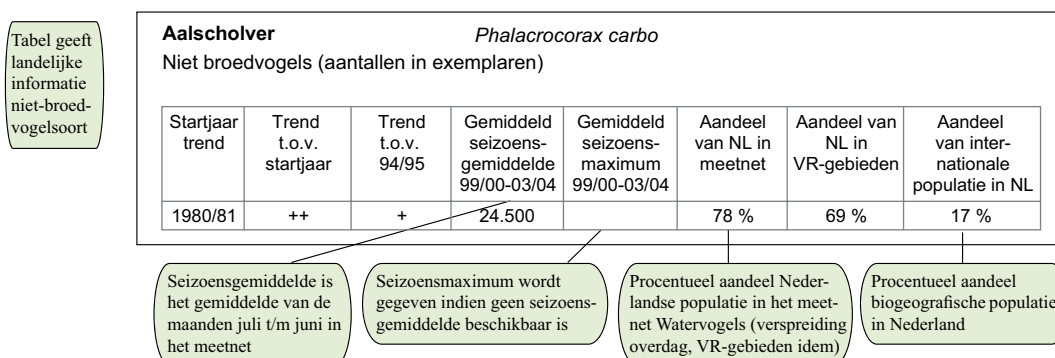 Tabel geeft
landelijke
informatie
niet-broed-
vogelsoort
Aalscholver Phalacrocorax carbo
Niet broedvogels (aantallen in exemplaren)
Startjaar
trend
Trend
t.o.v.
startjaar
Trend
t.o.v.
94/95
Gemiddeld
seizoens-
gemiddelde
99/00-03/04
Gemiddeld
seizoens-
maximum
99/00-03/04
Aandeel
van NL in
meetnet
Aandeel van
NL in
VR-gebieden
Aandeel
van inter-
nationale
populatie in NL
1980/81 ++ + 24.500 78 % 69 % 17 %
Seizoensgemiddelde is
het gemiddelde van de
maanden juli t/m juni in
het meetnet
Seizoensmaximum wordt
gegeven indien geen seizoens-
gemiddelde beschikbaar is
Procentueel aandeel Neder-
landse populatie in het meet-
net Watervogels (verspreiding
overdag, VR-gebieden idem)
Procentueel aandeel
biogeografische populatie
in Nederland